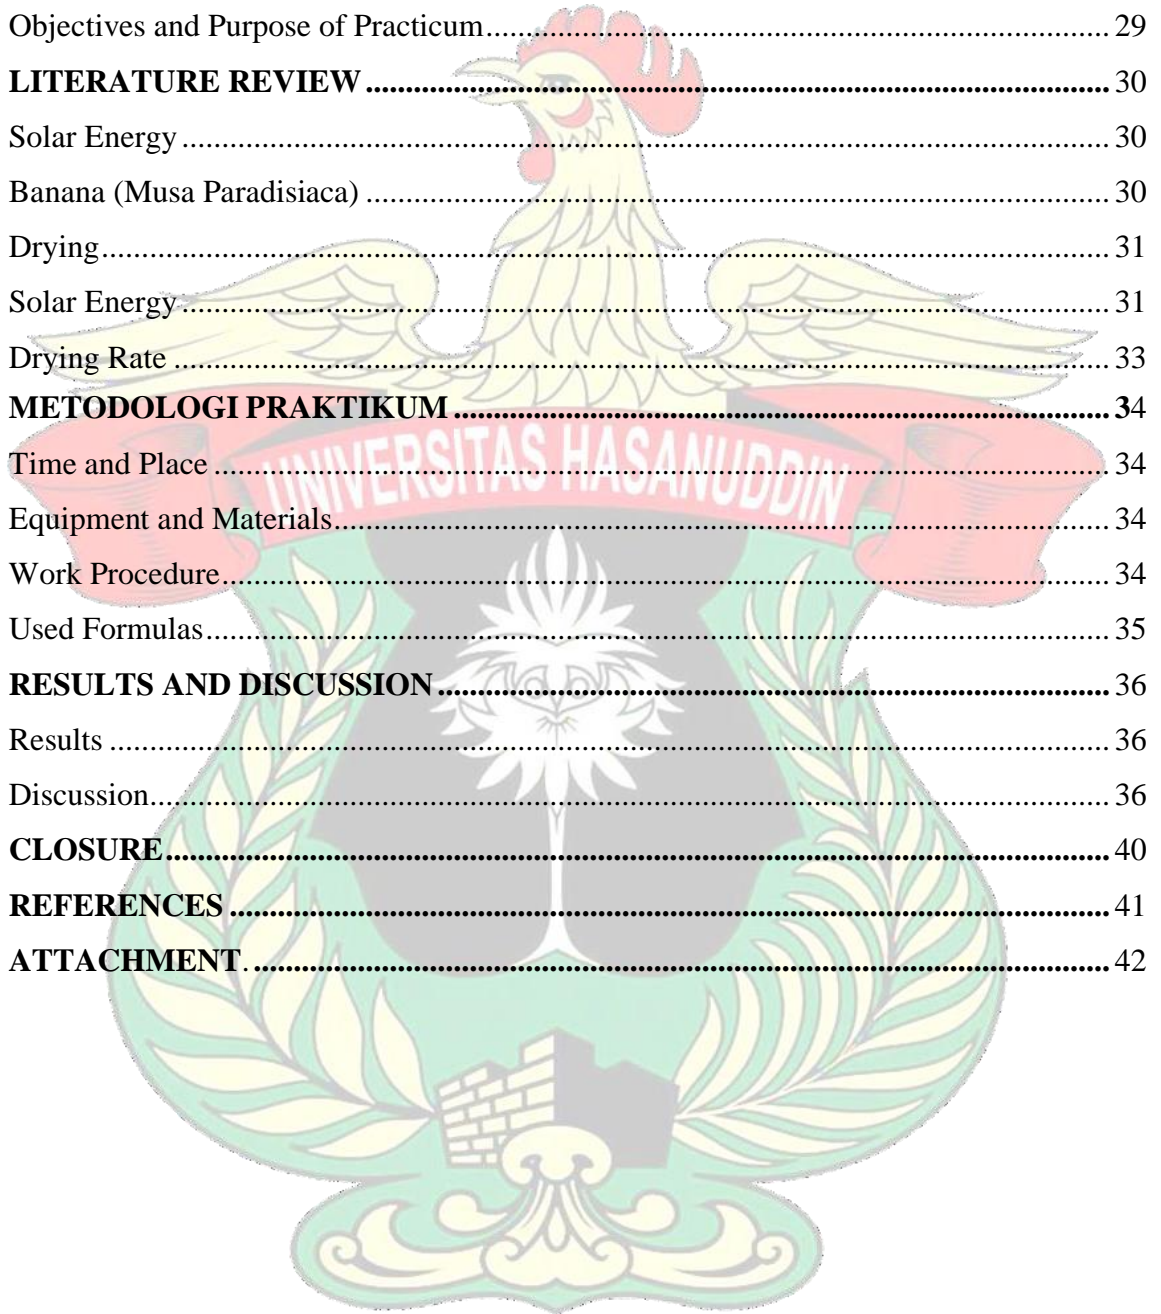 Objectives and Purpose of Practicum.............................................................................. 29
LITERATURE REVIEW ............................................................................................. 30
Solar Energy .................................................................................................................... 30
Banana (Musa Paradisiaca) ............................................................................................. 30
Drying.............................................................................................................................. 31
Solar Energy .................................................................................................................... 31
Drying Rate ..................................................................................................................... 33
METODOLOGI PRAKTIKUM .................................................................................. 34
UNIVERSITAS HASANUDDIN
Time and Place ................................................................................................................ 34
Equipment and Materials................................................................................................. 34
Work Procedure............................................................................................................... 34
Used Formulas................................................................................................................. 35
RESULTS AND DISCUSSION.................................................................................... 36
Results ............................................................................................................................. 36
Discussion........................................................................................................................ 36
CLOSURE...................................................................................................................... 40
REFERENCES .............................................................................................................. 41
ATTACHMENT. ........................................................................................................... 42